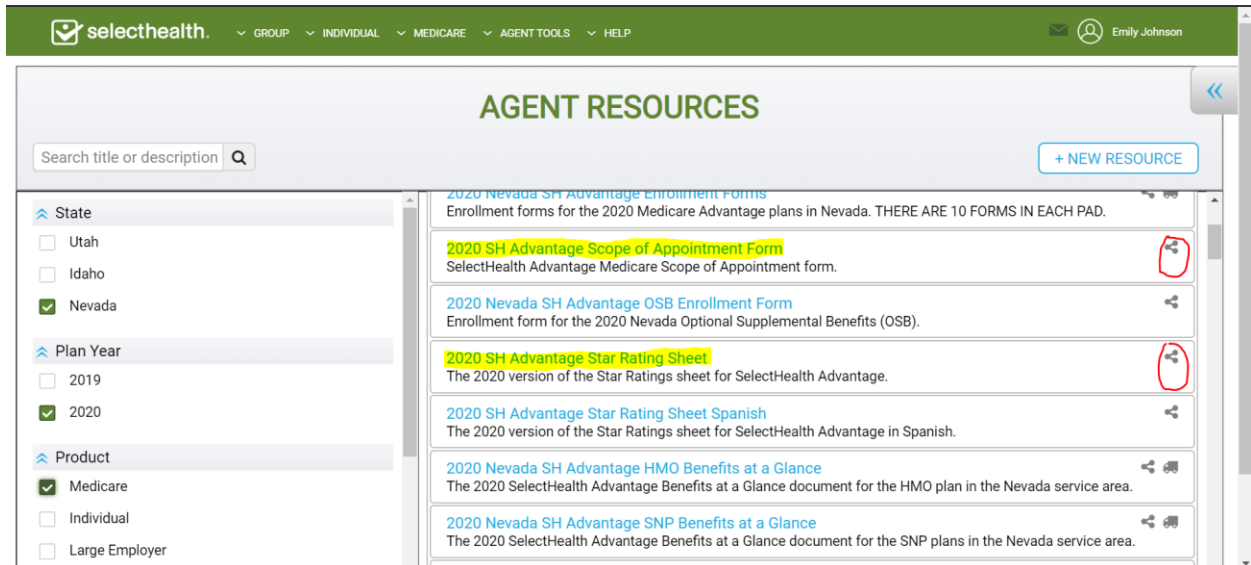 selecthealth. GROUP INDIVIDUAL MEDICARE AGENT TOOLS HELP Emily Johnson
AGENT RESOURCES
Search title or description + NEW RESOURCE
State
Utah
Idaho
Nevada
Plan Year
2019
2020
Product
Medicare
Individual
Large Employer
2020 Nevada SH Advantage Enrollment Forms
Enrollment forms for the 2020 Medicare Advantage plans in Nevada. THERE ARE 10 FORMS IN EACH PAD.
2020 SH Advantage Scope of Appointment Form
SelectHealth Advantage Medicare Scope of Appointment form.
2020 Nevada SH Advantage OSB Enrollment Form
Enrollment form for the 2020 Nevada Optional Supplemental Benefits (OSB).
2020 SH Advantage Star Rating Sheet
The 2020 version of the Star Ratings sheet for SelectHealth Advantage.
2020 SH Advantage Star Rating Sheet Spanish
The 2020 version of the Star Ratings sheet for SelectHealth Advantage in Spanish.
2020 Nevada SH Advantage HMO Benefits at a Glance
The 2020 SelectHealth Advantage Benefits at a Glance document for the HMO plan in the Nevada service area.
2020 Nevada SH Advantage SNP Benefits at a Glance
The 2020 SelectHealth Advantage Benefits at a Glance document for the SNP plans in the Nevada service area.